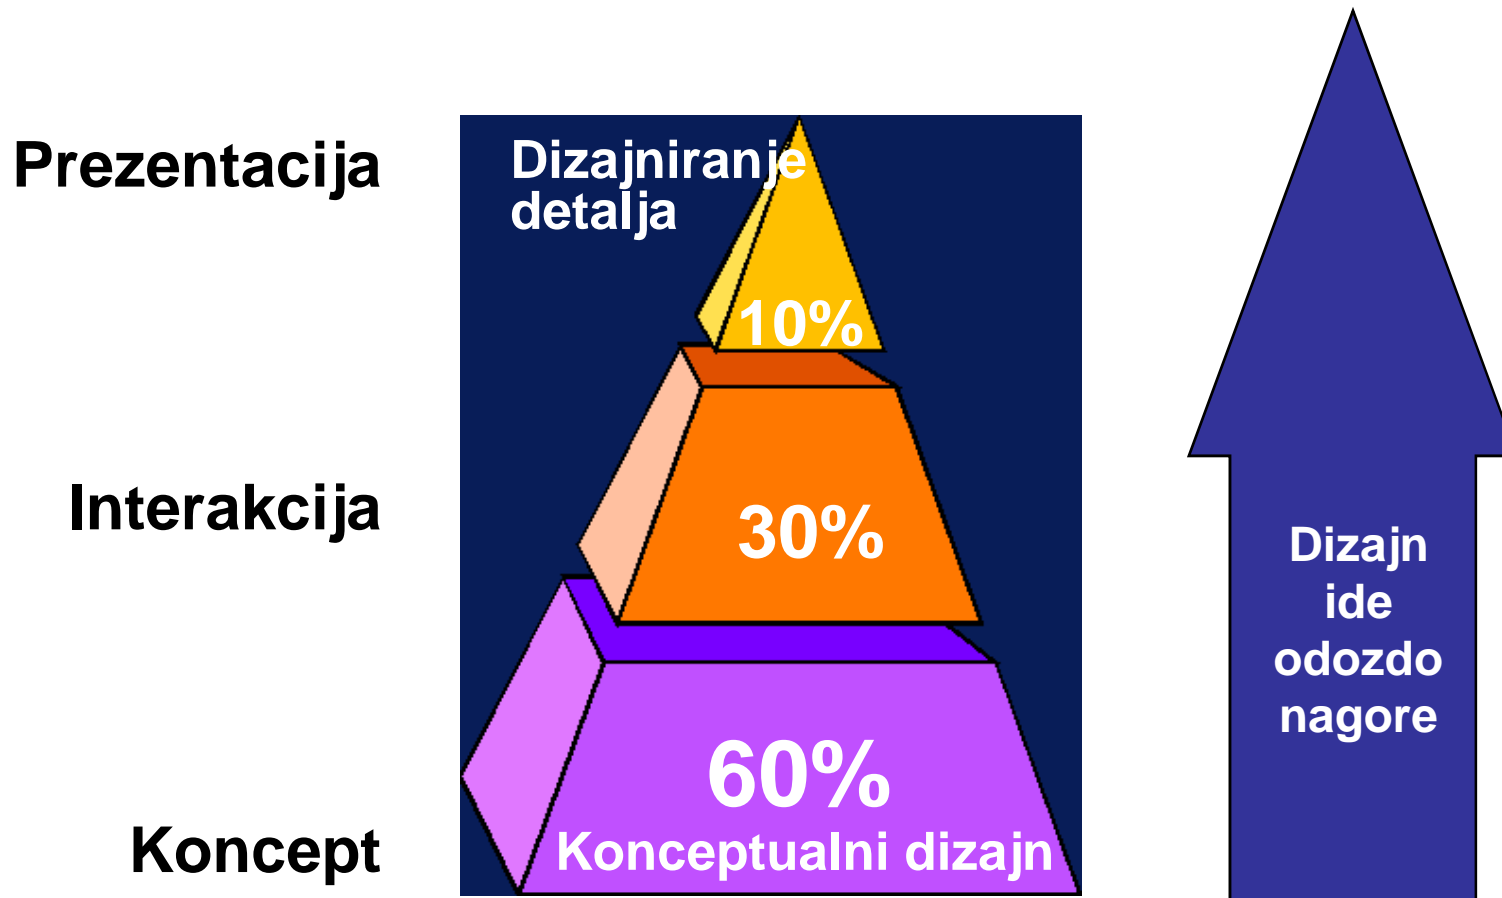 Prezentacija
Dizajniranje
detalja
10%
Interakcija
30%
Dizajn
ide
odozdo
nagore
60%
Koncept
Konceptualni dizajn